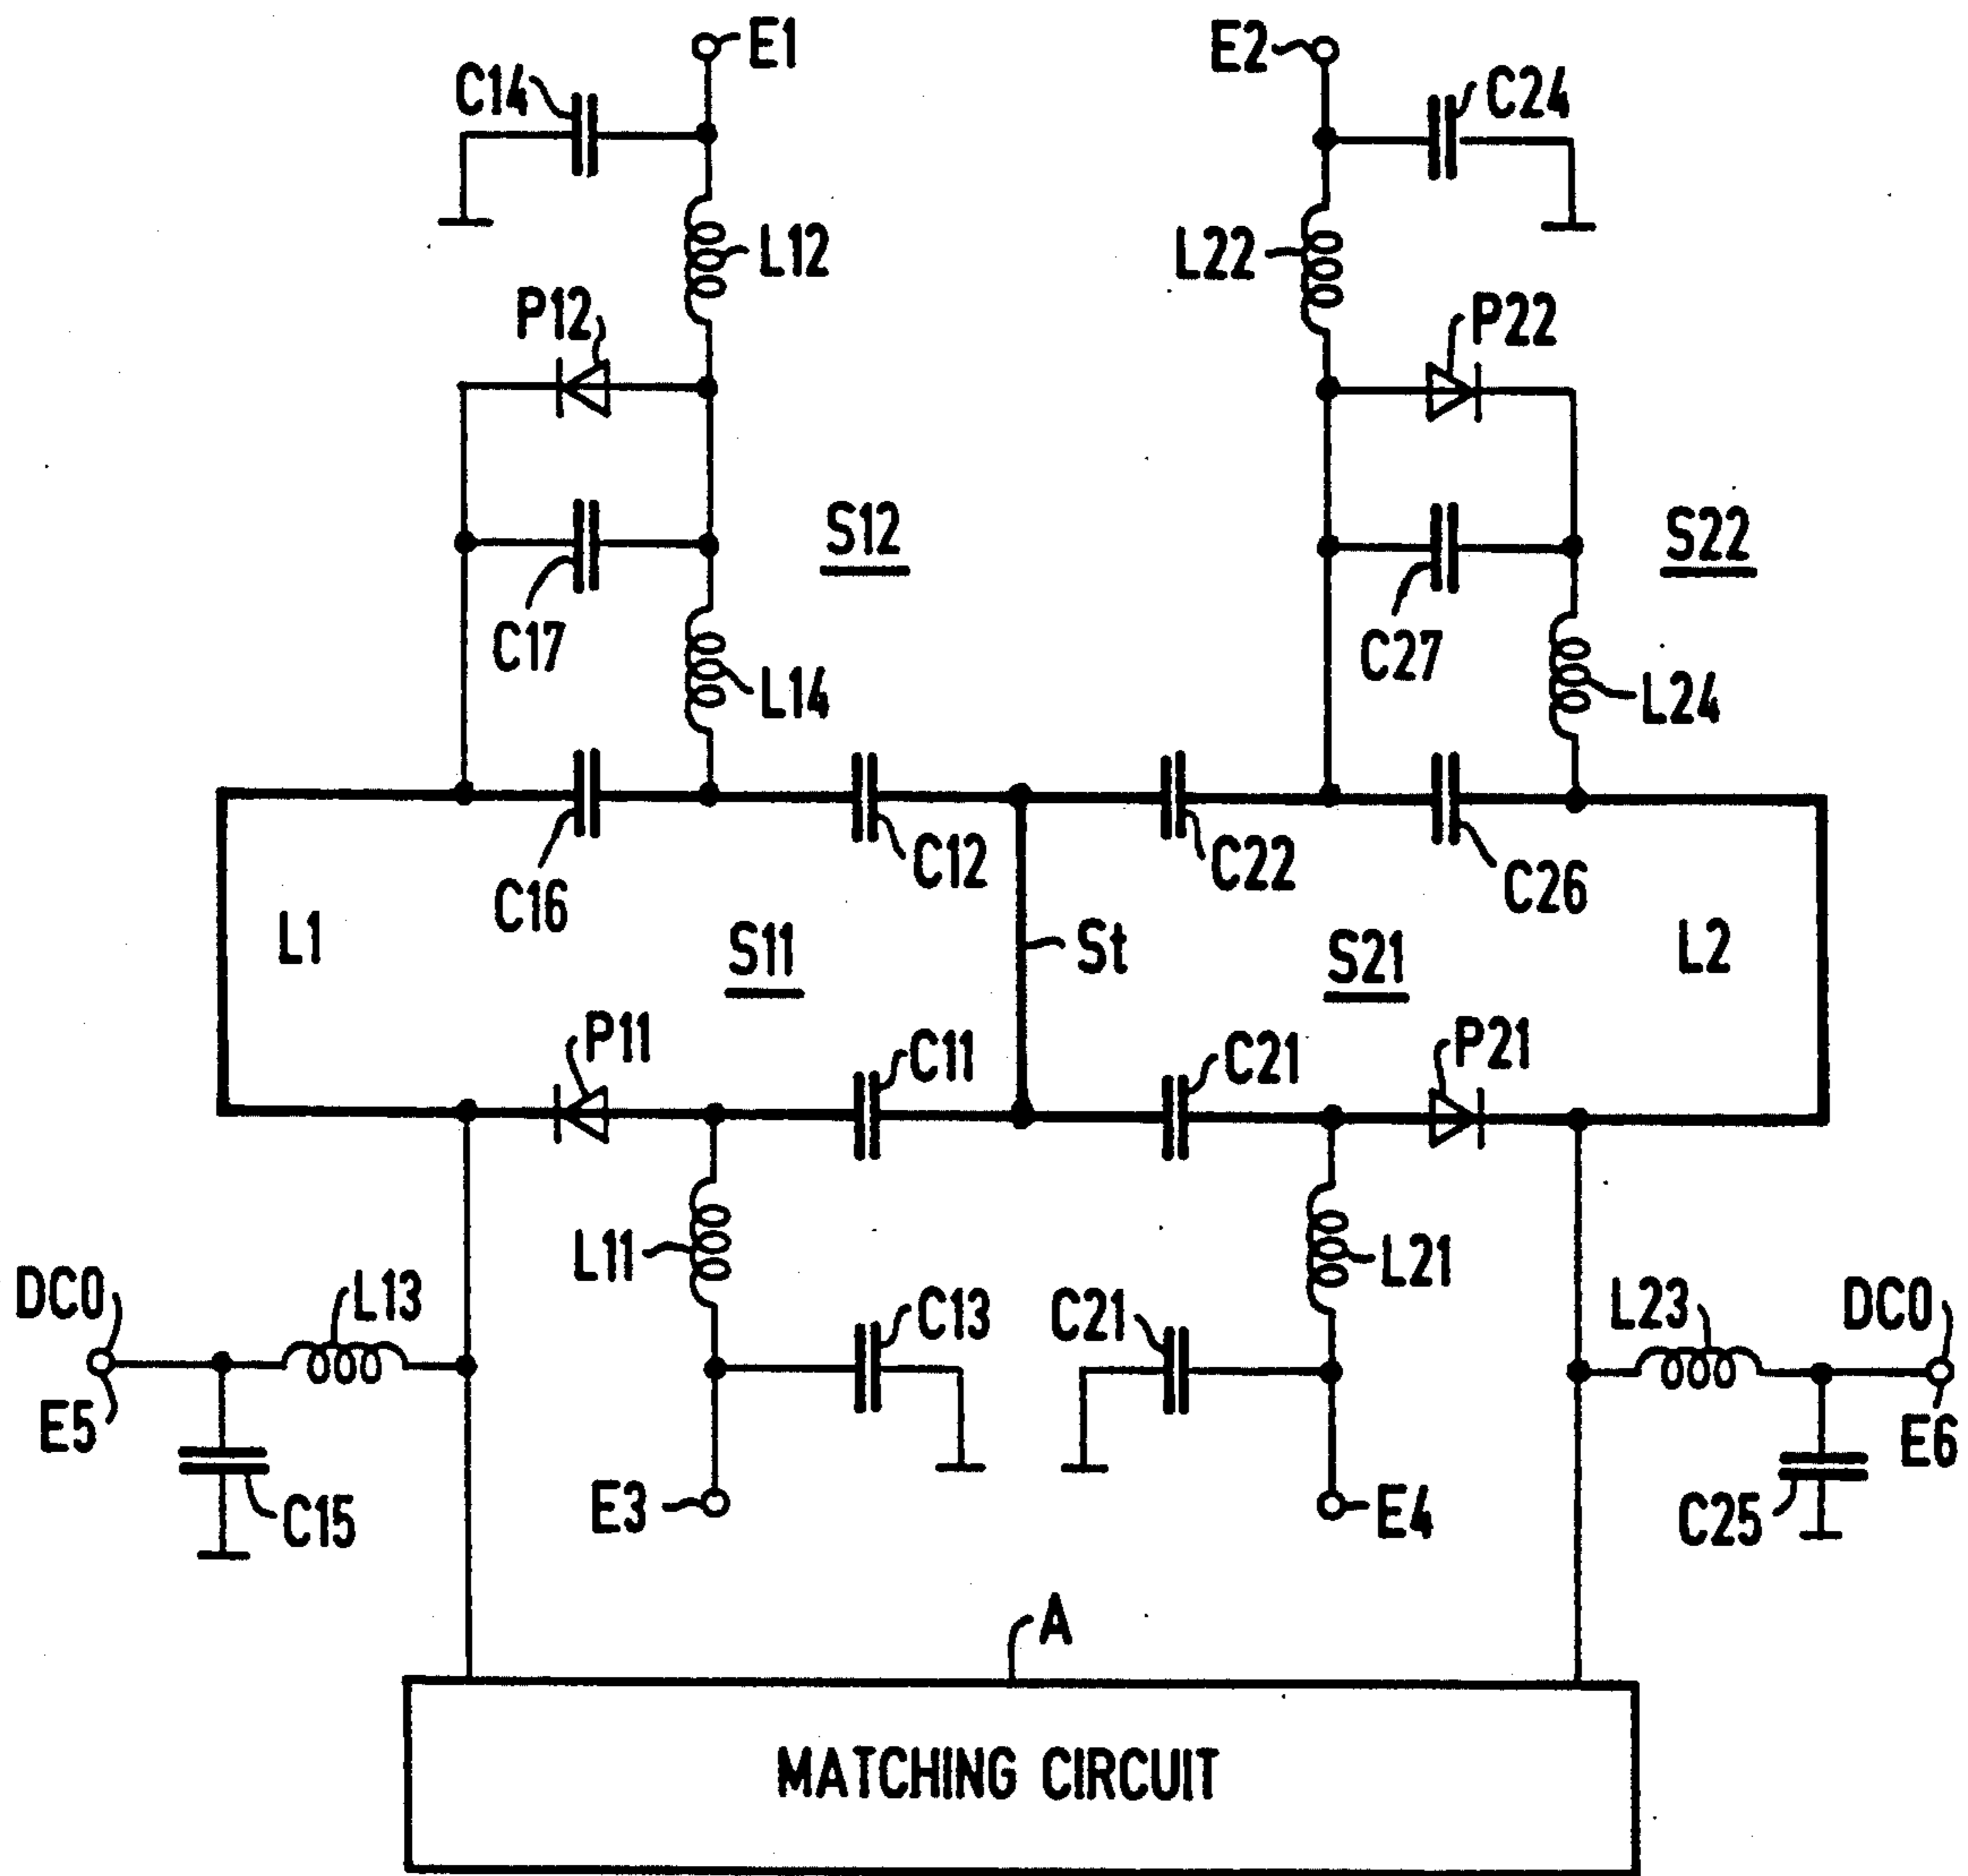 E1
E2
C14
C24
L12
L22
P12
P22
S12
S22
C17
C27
L14
L24
C16
C12
C22
C26
L1
S11
St
S21
L2
P11
C11
C21
P21
L11
L21
DC0
L13
C13
C21
L23
DC0
E5
E6
C15
E3
E4
C25
A
MATCHING CIRCUIT